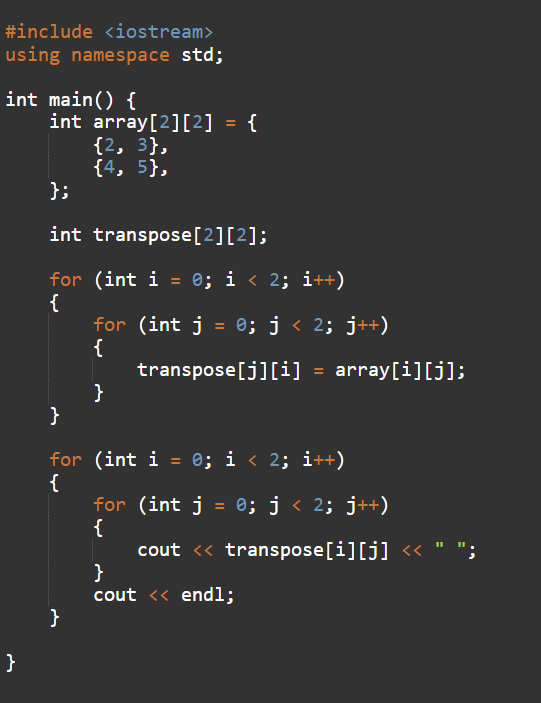 #include <iostream>
using namespace std;
int main() {
    int array[2][2] = {
        {2, 3},
        {4, 5},
    };
    int transpose[2][2];
    for (int i = 0; i < 2; i++)
    {
        for (int j = 0; j < 2; j++)
        {
            transpose[j][i] = array[i][j];
        }
    }
    for (int i = 0; i < 2; i++)
    {
        for (int j = 0; j < 2; j++)
        {
            cout << transpose[i][j] << " ";
        }
        cout << endl;
    }
}